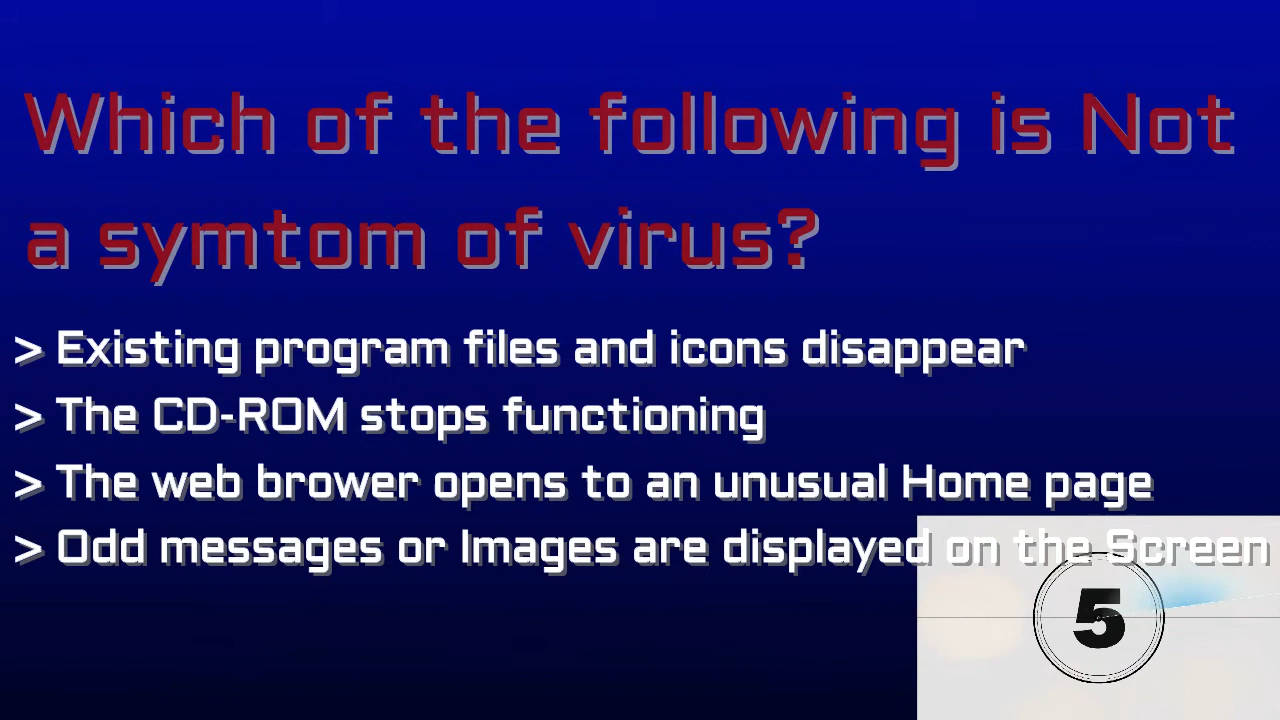 Which of the following is Not
a symtom of virus?
> Existing program files and icons disappear
> The CD-ROM stops functioning
> The web brower opens to an unusual Home page
> Odd messages or Images are displayed on the Screen
5